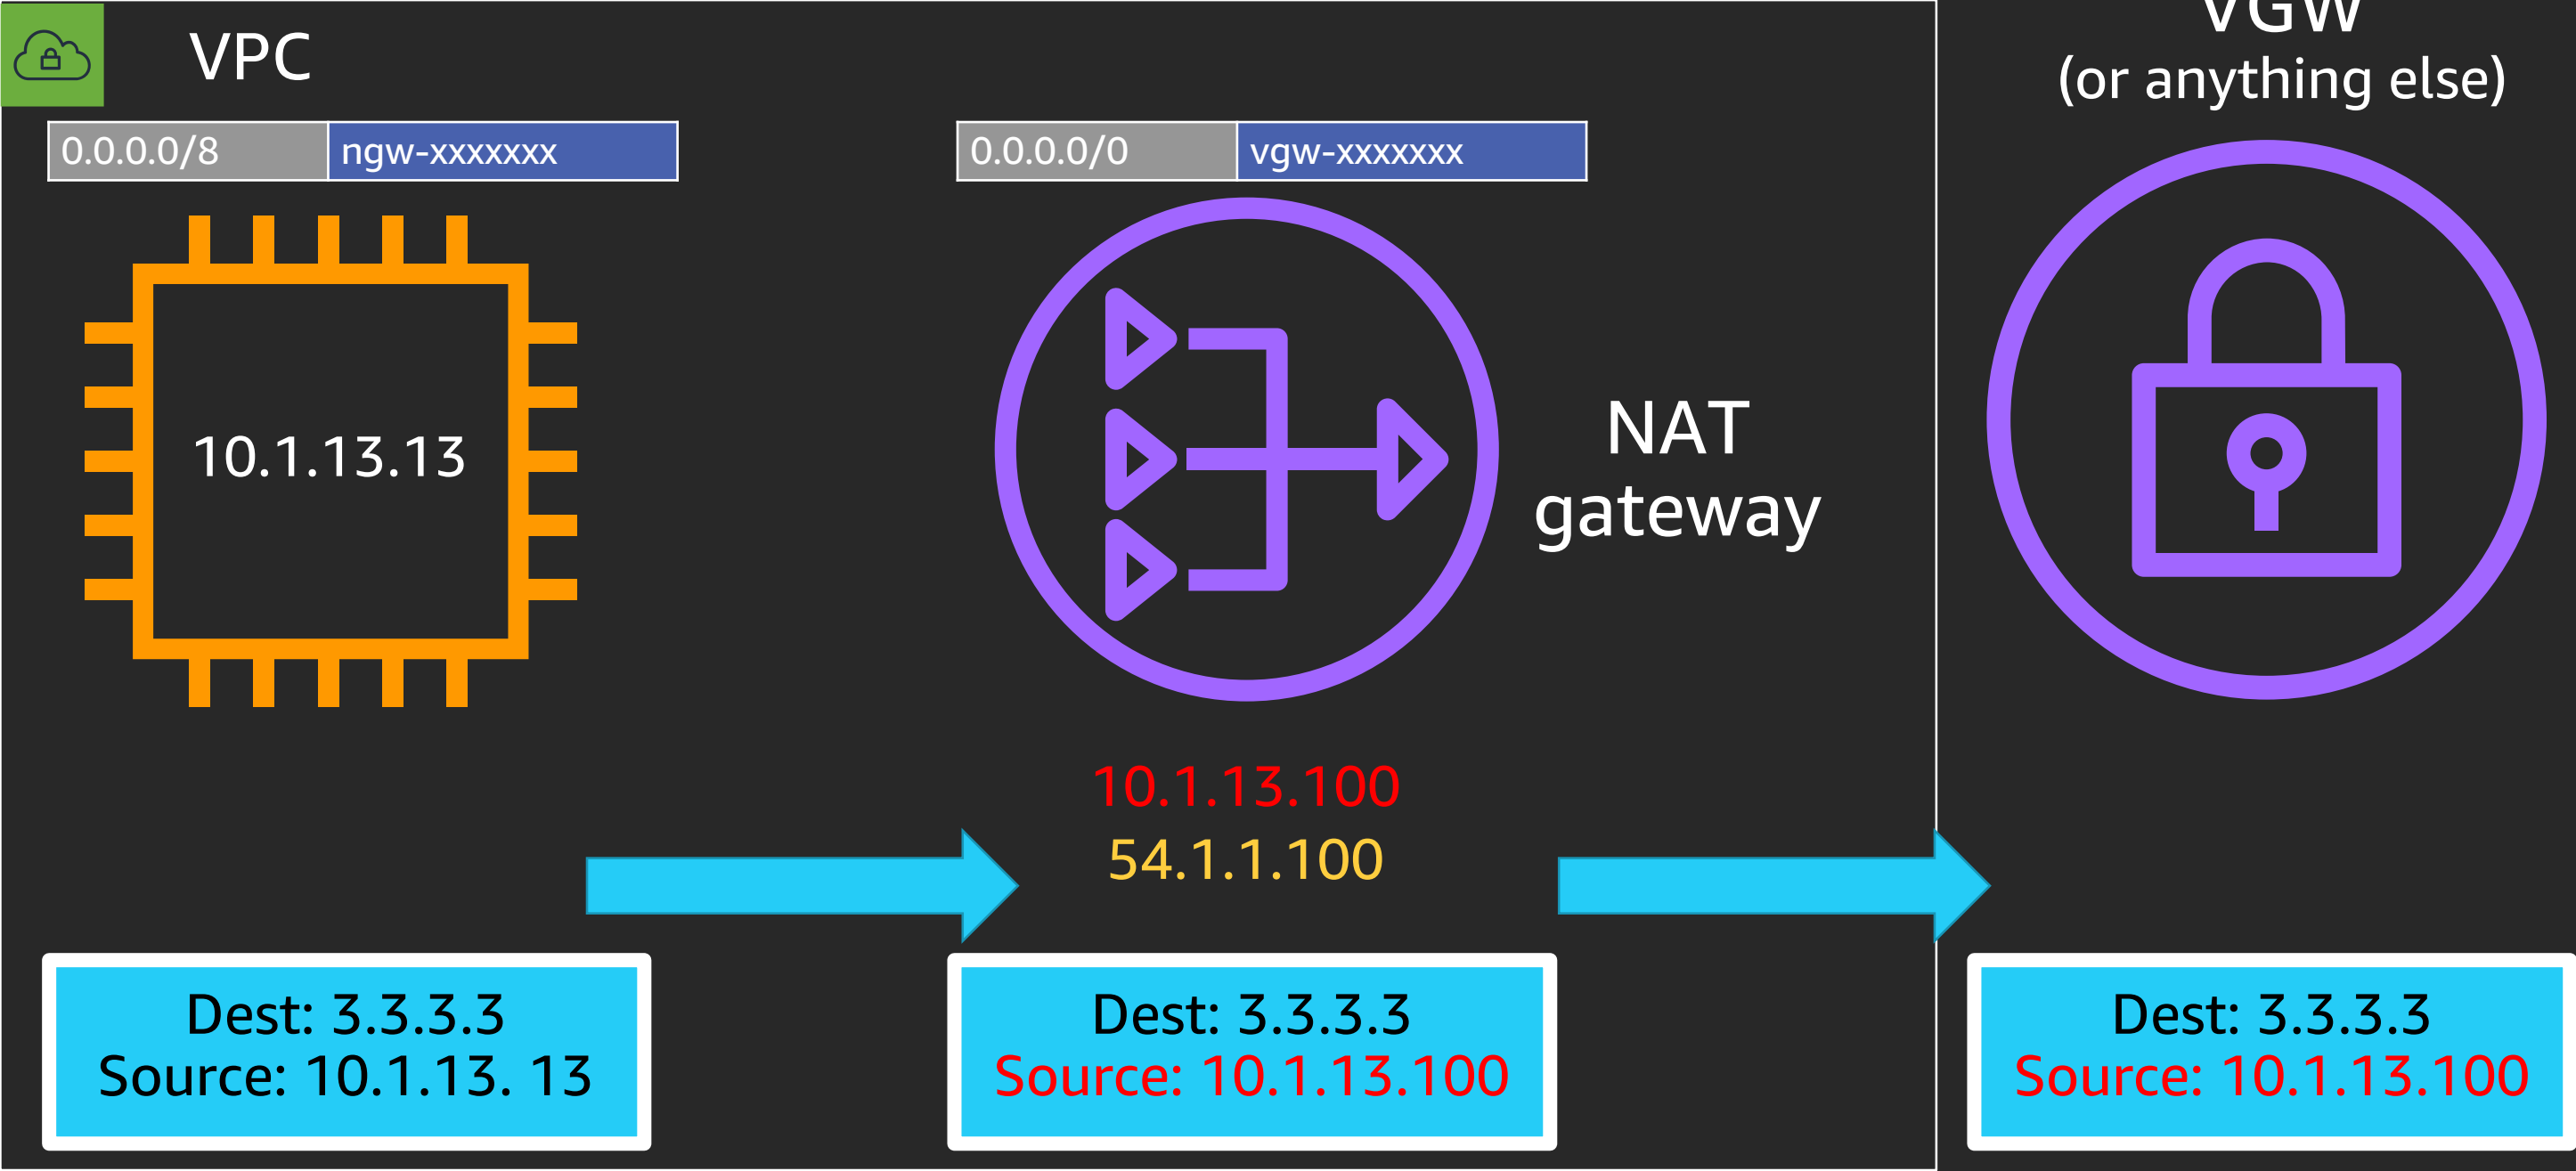 VPC
0.0.0.0/8 ngw-xxxxxxx
10.1.13.13
0.0.0.0/0 vgw-xxxxxxx
NAT
gateway
10.1.13.100
54.1.1.100
VGW
(or anything else)
Dest: 3.3.3.3
Source: 10.1.13. 13
Dest: 3.3.3.3
Source: 10.1.13.100
Dest: 3.3.3.3
Source: 10.1.13.100